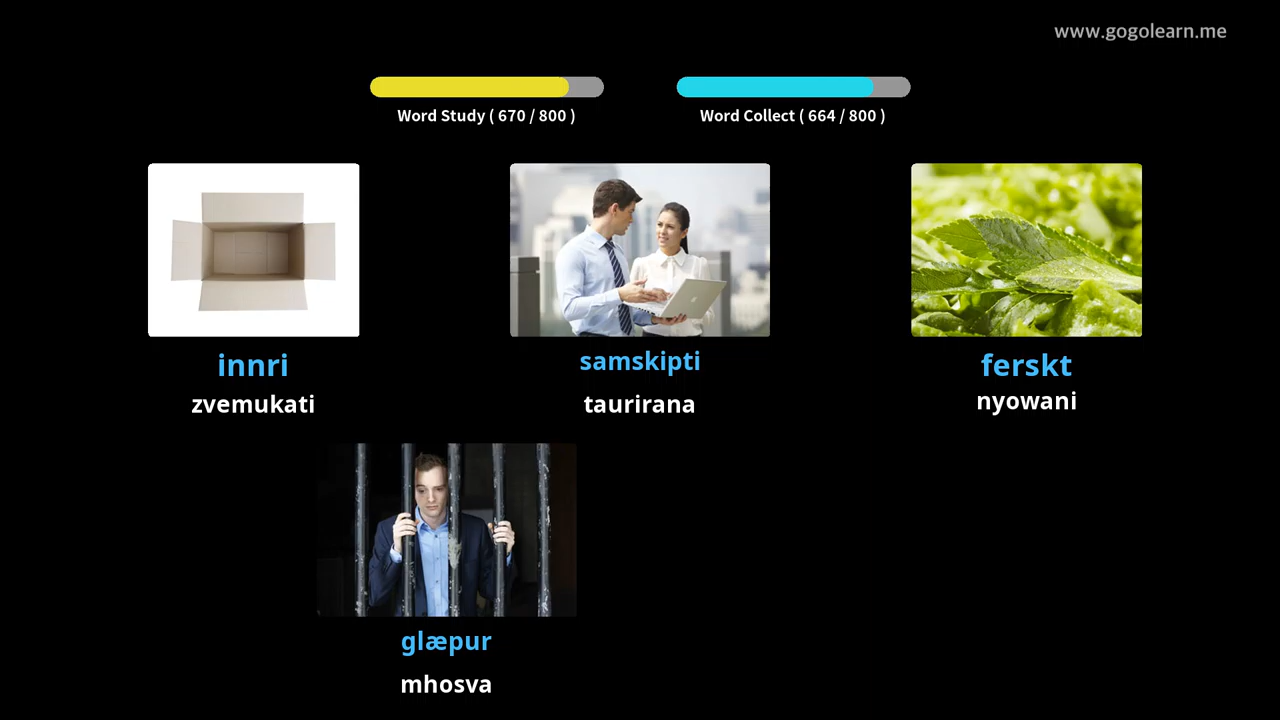 www.gogolearn.me
Word Study ( 670 / 800 )
Word Collect ( 664 / 800 )
innri
zvemukati
samskipti
taurirana
ferskt
nyowani
glæpur
mhosva